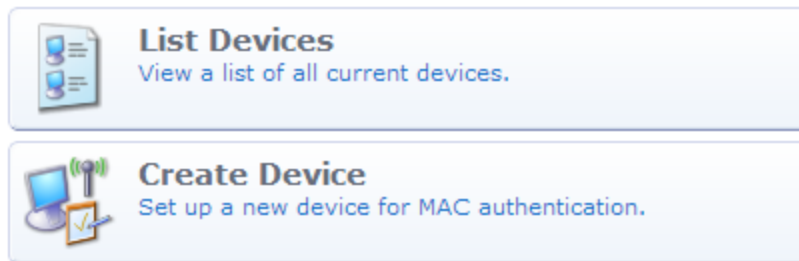 List Devices
View a list of all current devices.
Create Device
Set up a new device for MAC authentication.